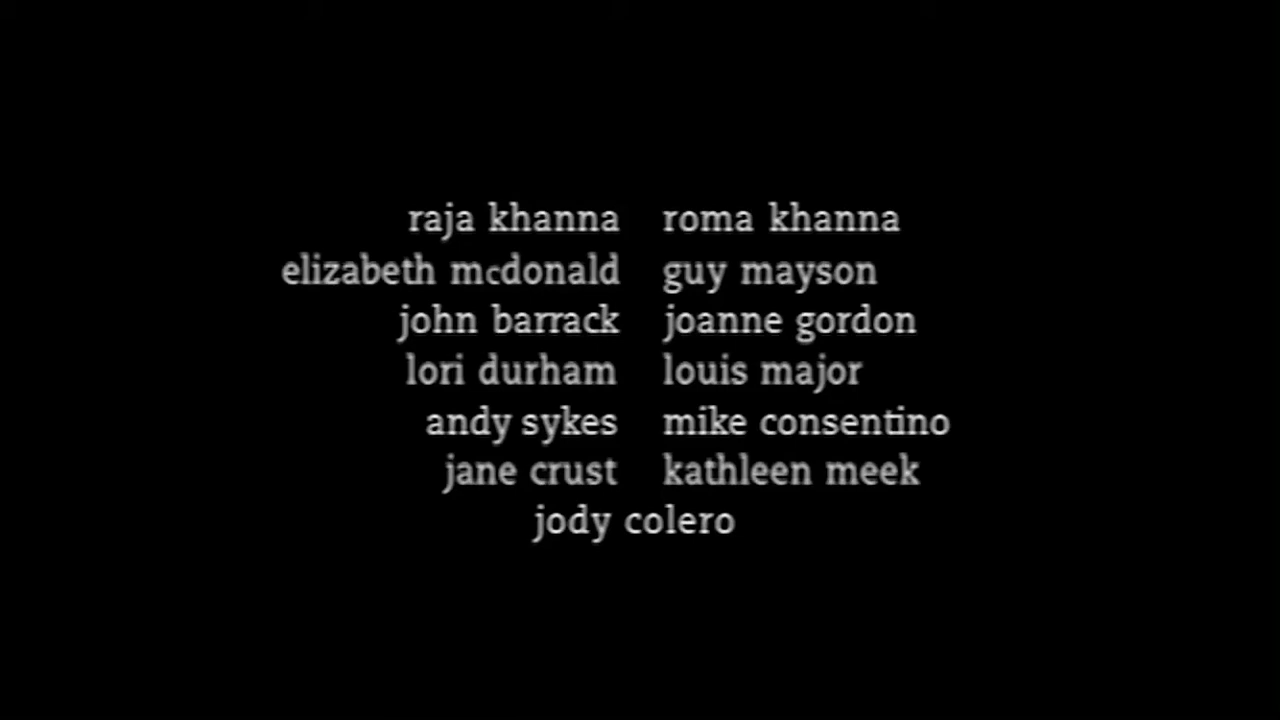 raja khanna roma khanna
elizabeth mcdonald guy mayson
john barrack joanne gordon
lori durham louis major
andy sykes mike consentino
jane crust kathleen meek
jody colero